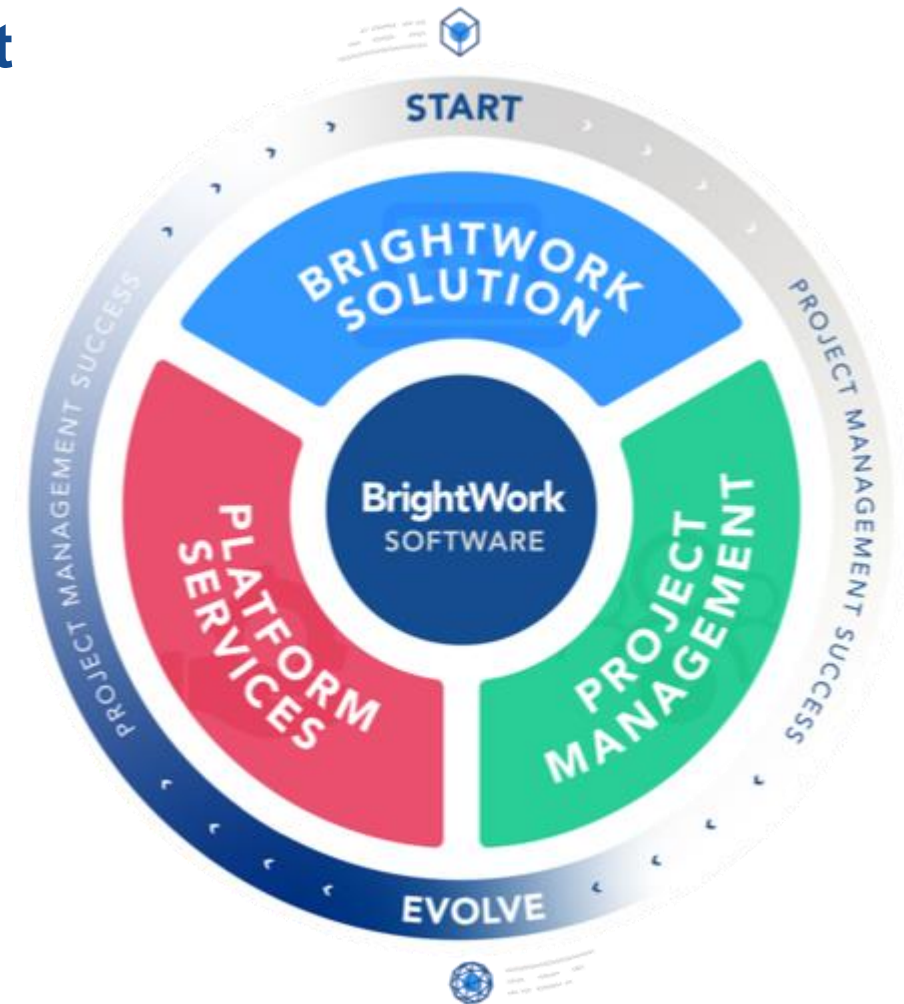 t
START
BRIGHTWORK
SOLUTION
PROJECT MANAGEMENT SUCCESS
PROJECT MANAGEMENT SUCCESS
BrightWork
SOFTWARE
PLATFORM
SERVICES
PROJECT
MANAGEMENT
EVOLVE